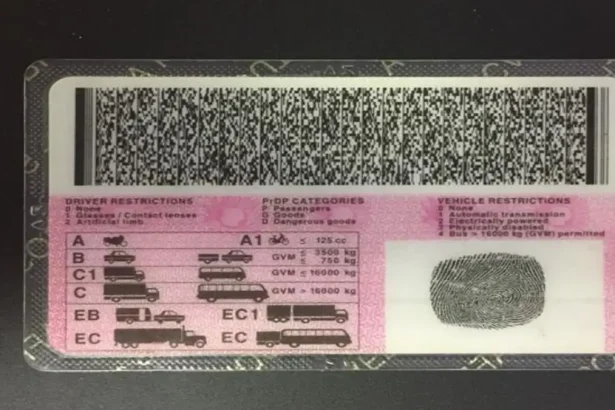 DRIVER RESTRICTIONS
0 None
1 Glasses / Contact lenses
2 Artificial limb
PrDP CATEGORIES
P Passengers
G Goods
D Dangerous goods
VEHICLE RESTRICTIONS
0 None
1 Automatic transmission
2 Electrically powered
3 Physically disabled
4 Bus > 16000 kg (GVM) permitted
A A1 ≤ 125 cc
B GVM ≤ 3500 kg
≤ 750 kg
C1 GVM ≤ 16000 kg
C GVM > 16000 kg
EB EC1
EC EC